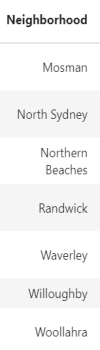 Neighborhood
Mosman
North Sydney
Northern
Beaches
Randwick
Waverley
Willoughby
Woollahra